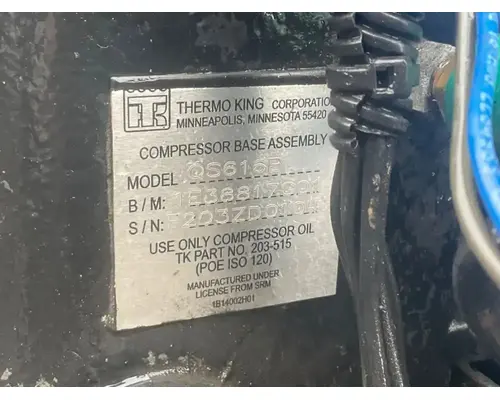 TK THERMO KING CORPORATION
MINNEAPOLIS, MINNESOTA 55420
COMPRESSOR BASE ASSEMBLY
MODEL
B / M:
S / N:
USE ONLY COMPRESSOR OIL
TK PART NO. 203-515
(POE ISO 120)
MANUFACTURED UNDER
LICENSE FROM SRM
1B14002H01